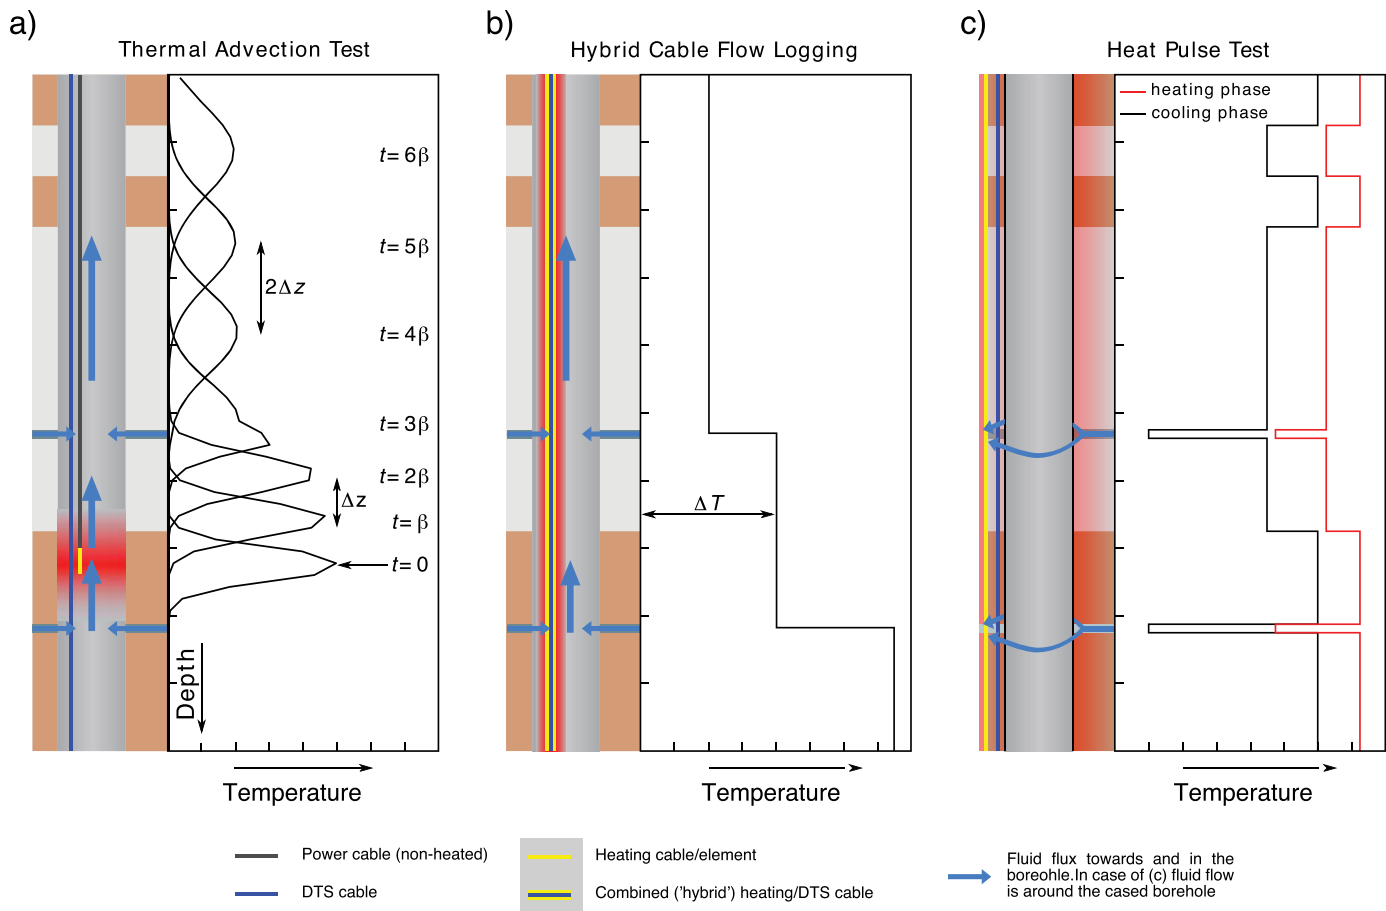 a)
Thermal Advection Test
t= 6β
t= 5β
2Δz
t= 4β
t= 3β
t= 2β
Δz
t= β
t= 0
Depth
Temperature
b)
Hybrid Cable Flow Logging
ΔT
Temperature
c)
Heat Pulse Test
heating phase
cooling phase
Temperature
Power cable (non-heated)
DTS cable
Heating cable/element
Combined ('hybrid') heating/DTS cable
Fluid flux towards and in the
boreohle.In case of (c) fluid flow
is around the cased borehole